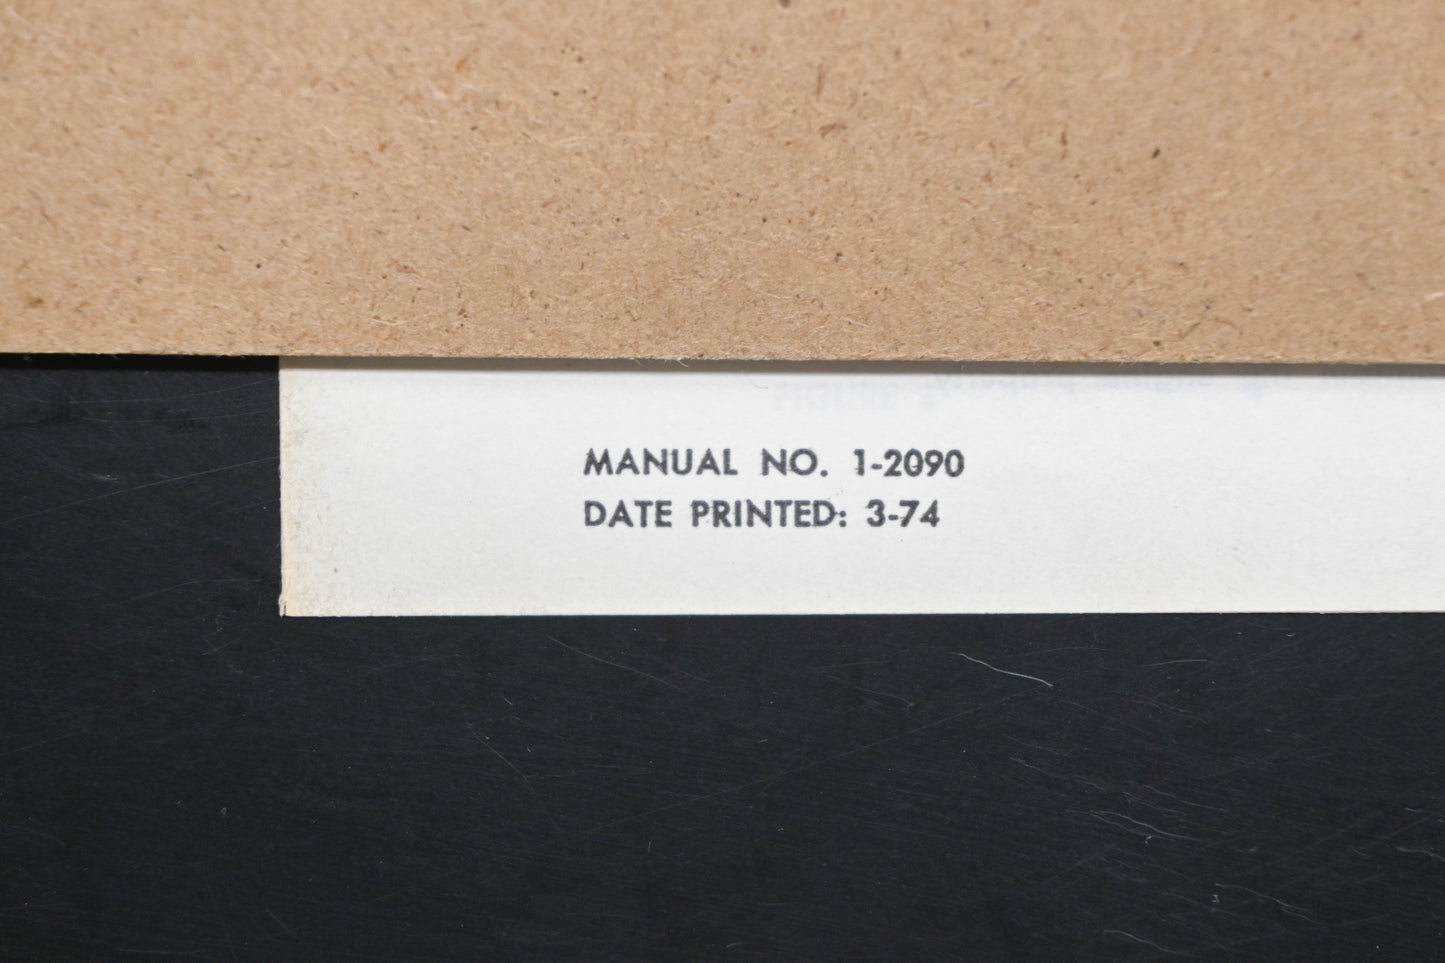 MANUAL NO. 1-2090
DATE PRINTED: 3-74